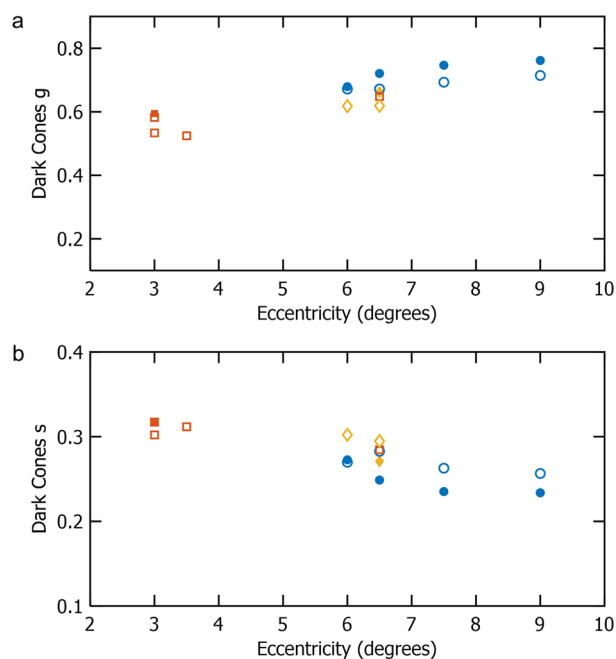 a
0.8
0.6
0.4
0.2
Dark Cones g
2 3 4 5 6 7 8 9 10
Eccentricity (degrees)
b
0.4
0.3
0.2
0.1
Dark Cones s
2 3 4 5 6 7 8 9 10
Eccentricity (degrees)